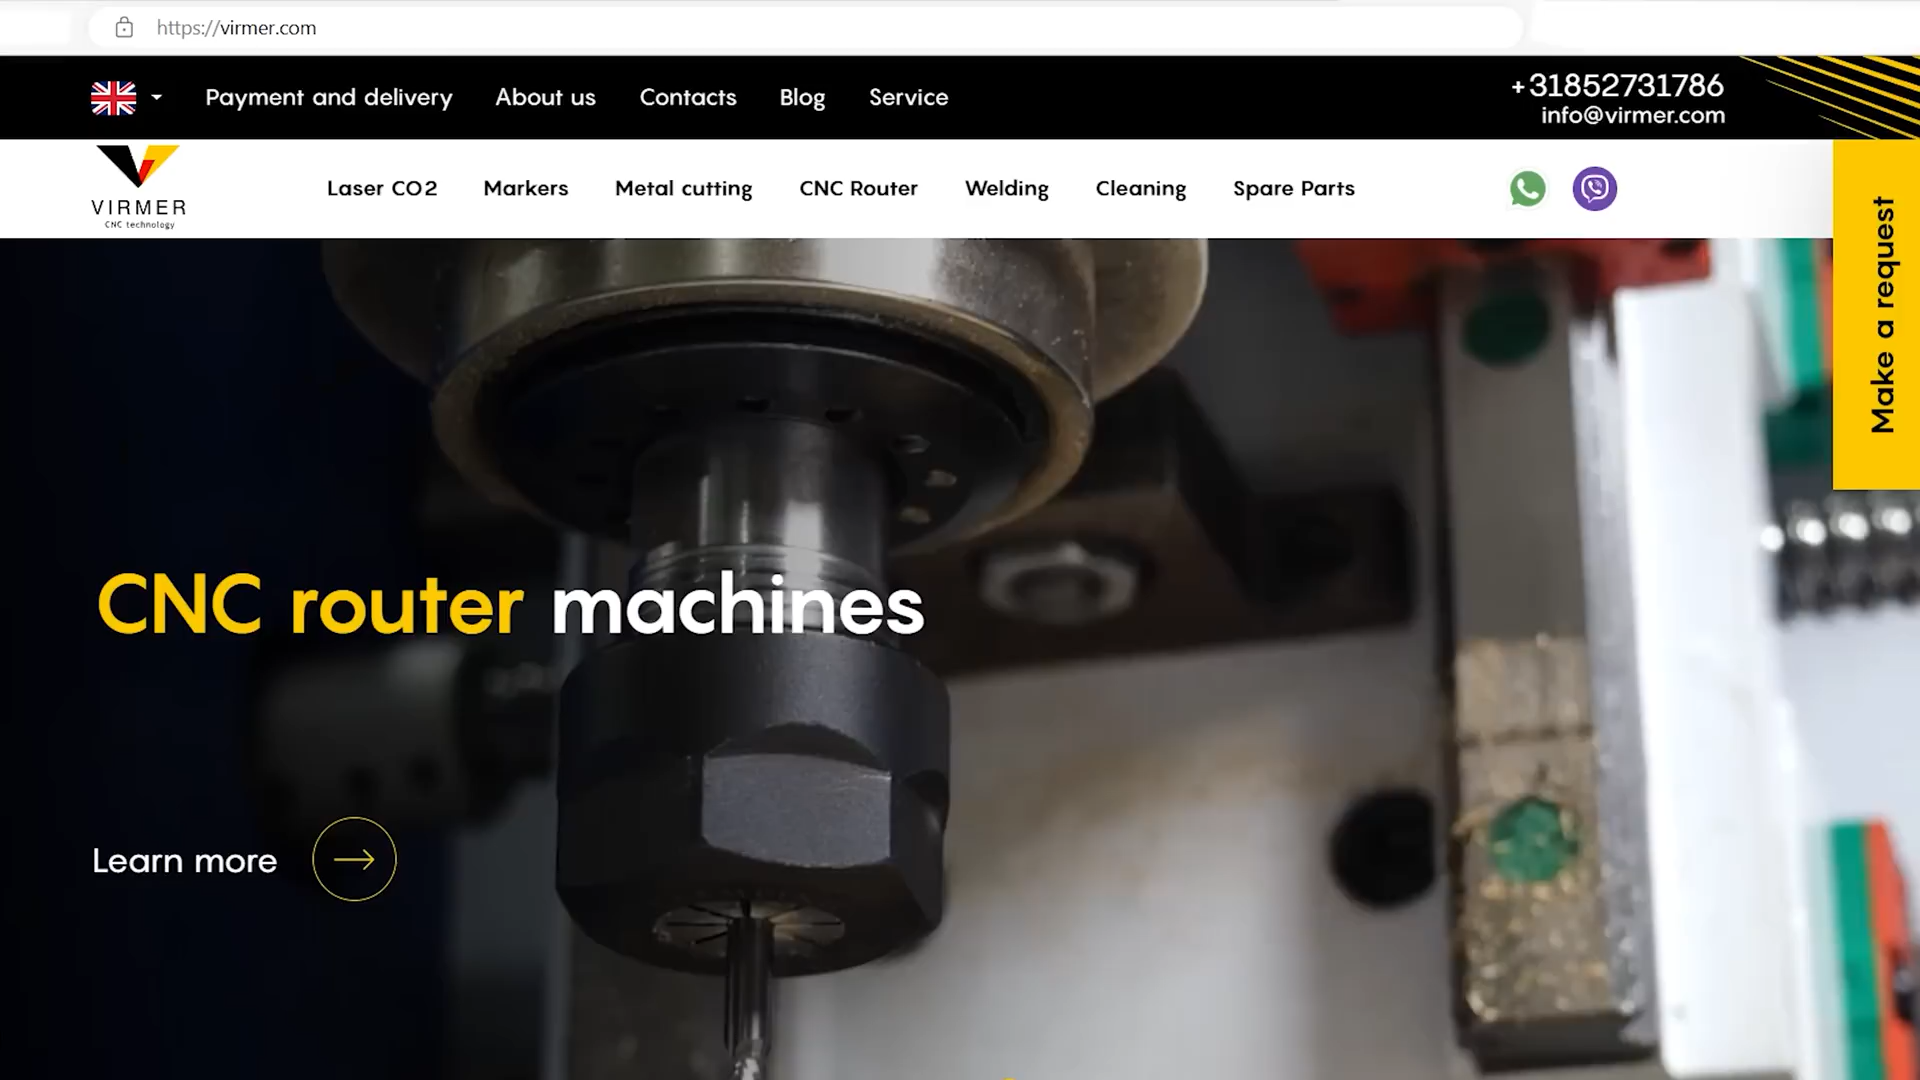 https://virmer.com
Payment and delivery About us Contacts Blog Service
+31852731786
info@virmer.com
VIRMER
CNC technology
Laser CO2 Markers Metal cutting CNC Router Welding Cleaning Spare Parts
Make a request
CNC router machines
Learn more